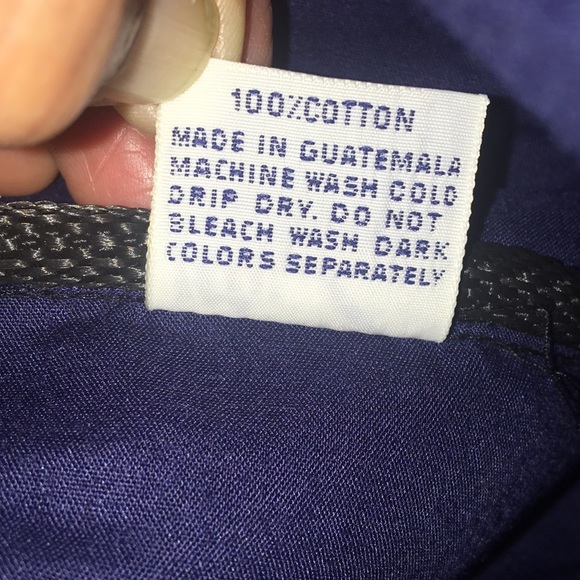 100%COTTON
MADE IN GUATEMALA
MACHINE WASH COLD
DRIP DRY. DO NOT
BLEACH WASH DARK
COLORS SEPARATELY